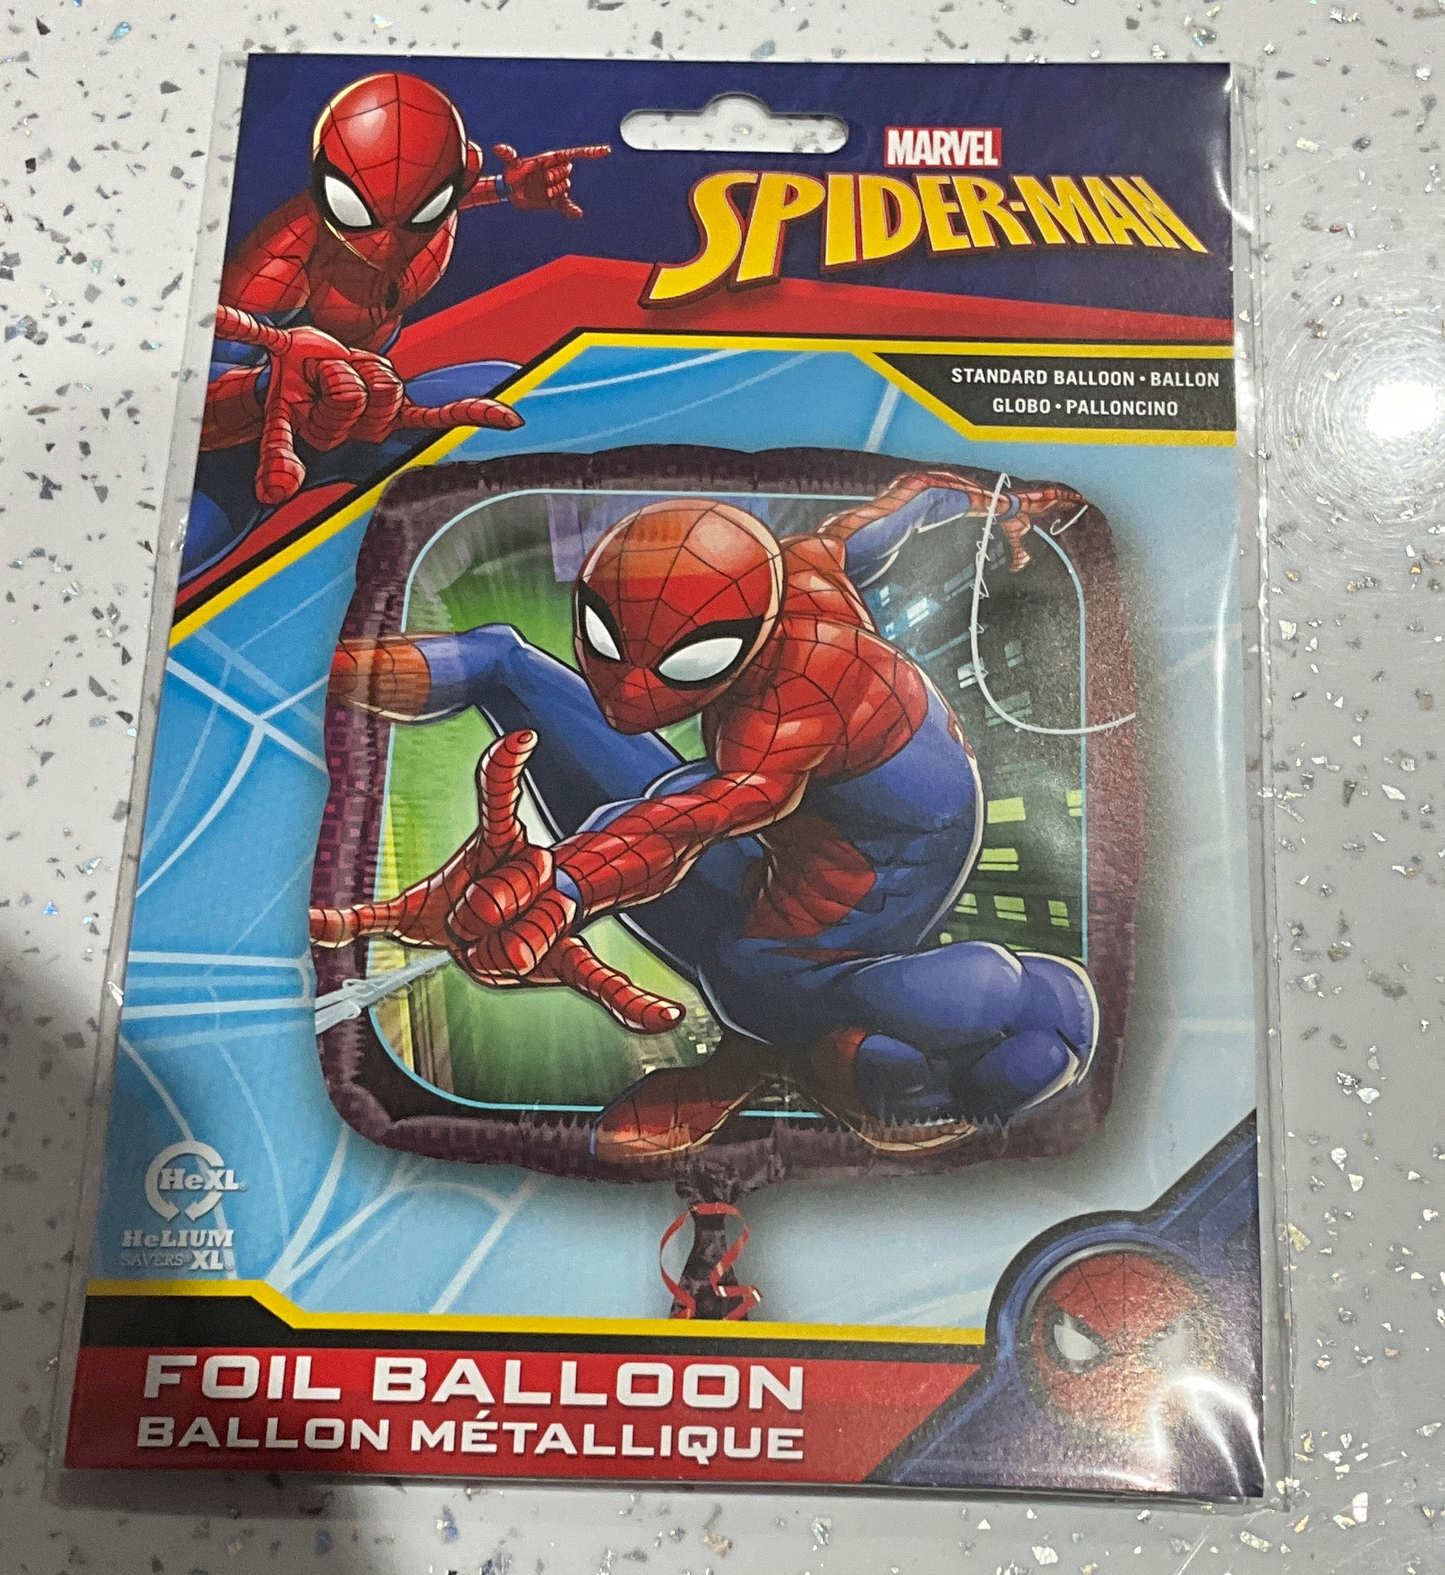 MARVEL
SPIDER-MAN
STANDARD BALLOON • BALLON
GLOBO • PALLONCINO
HeXL
HeLIUM
SAVERS XL
FOIL BALLOON
BALLON MÉTALLIQUE